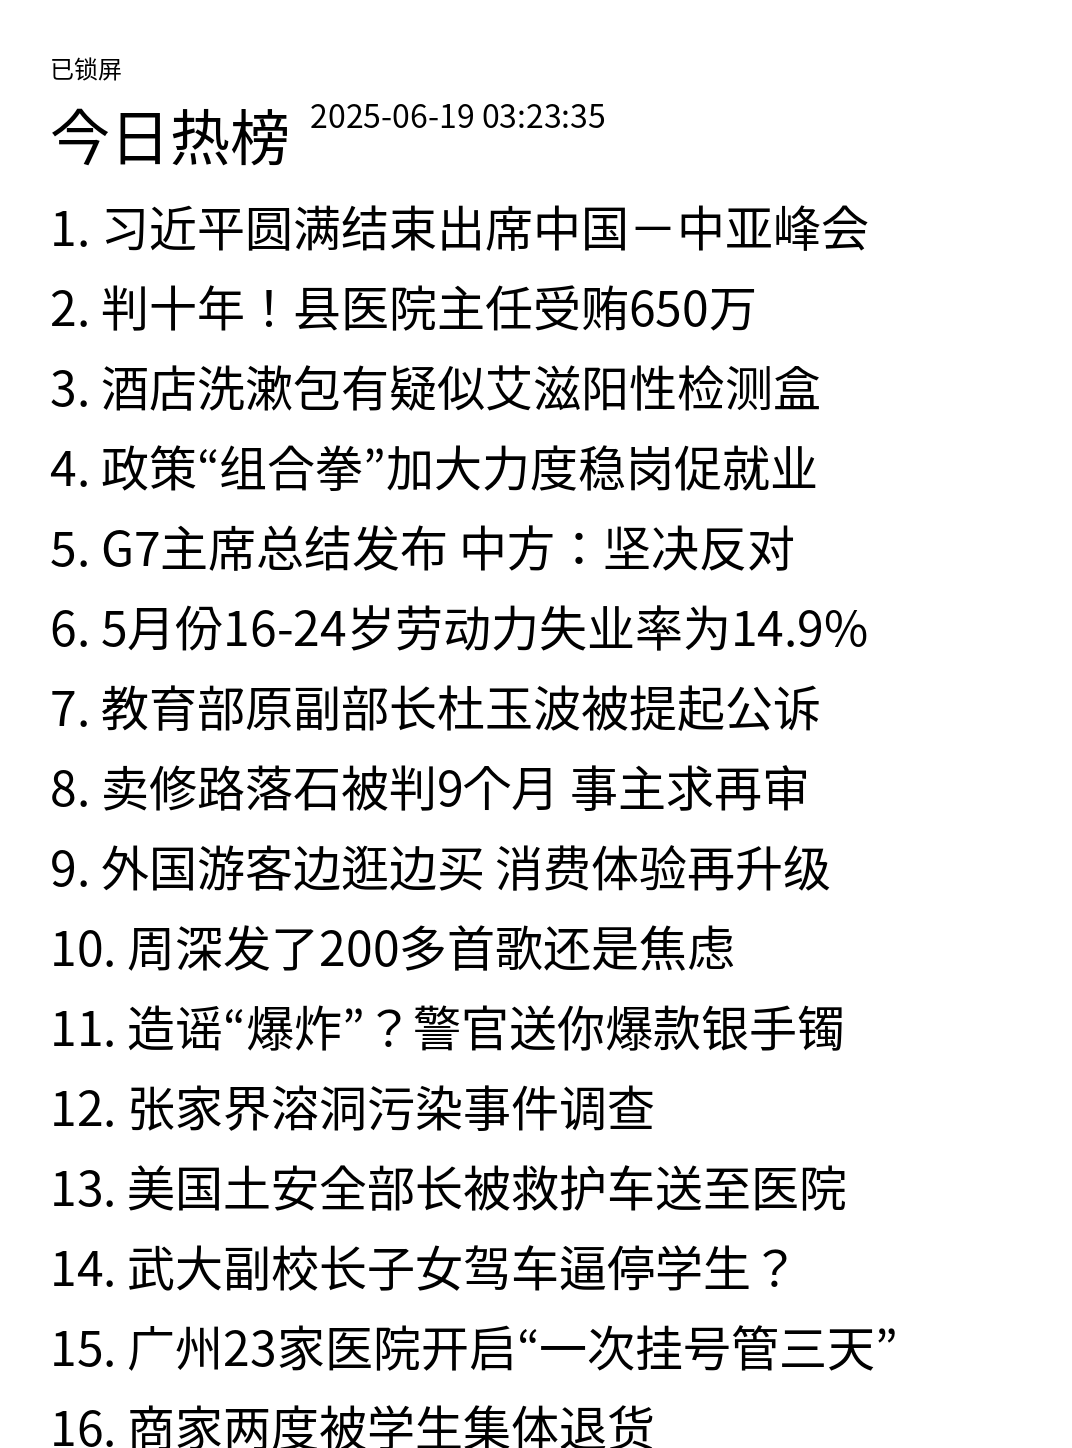 已锁屏
今日热榜 2025-06-19 03:23:35
1. 习近平圆满结束出席中国－中亚峰会
2. 判十年！县医院主任受贿650万
3. 酒店洗漱包有疑似艾滋阳性检测盒
4. 政策“组合拳”加大力度稳岗促就业
5. G7主席总结发布 中方：坚决反对
6. 5月份16-24岁劳动力失业率为14.9%
7. 教育部原副部长杜玉波被提起公诉
8. 卖修路落石被判9个月 事主求再审
9. 外国游客边逛边买 消费体验再升级
10. 周深发了200多首歌还是焦虑
11. 造谣“爆炸”？警官送你爆款银手镯
12. 张家界溶洞污染事件调查
13. 美国土安全部长被救护车送至医院
14. 武大副校长子女驾车逼停学生？
15. 广州23家医院开启“一次挂号管三天”
16. 商家两度被学生集体退货